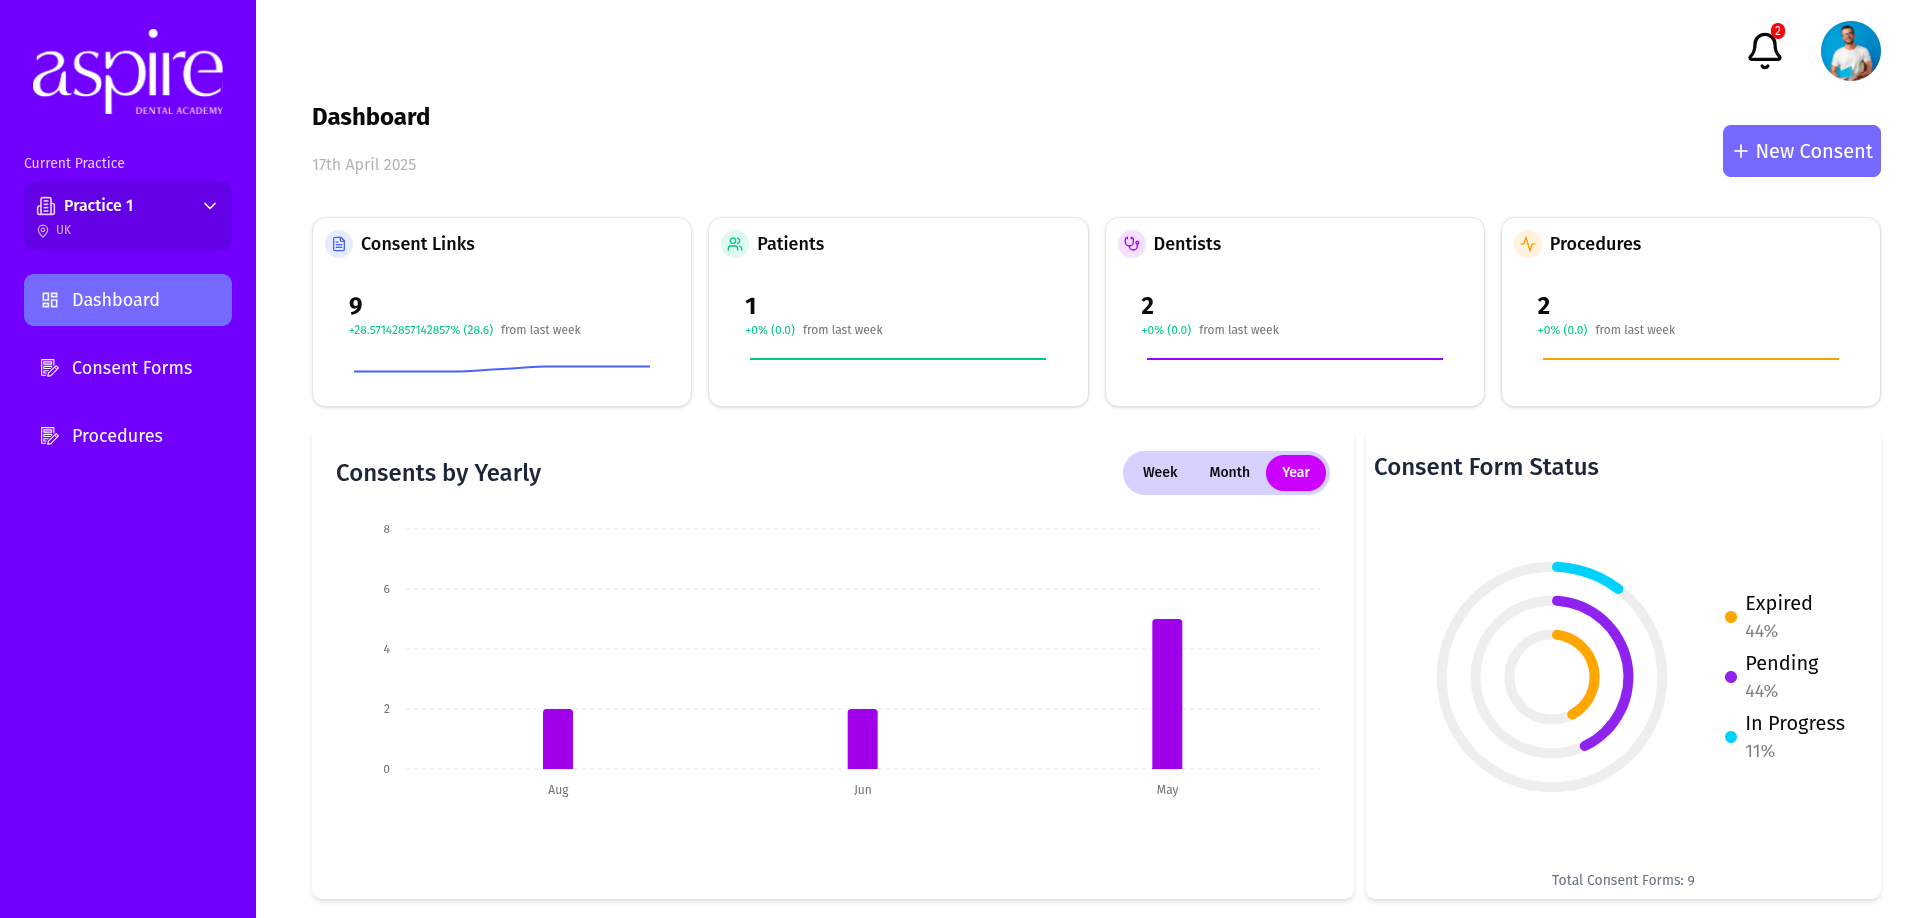 aspire
DENTAL ACADEMY
Current Practice
Practice 1
UK
Dashboard
Consent Forms
Procedures
2
Dashboard
17th April 2025
+ New Consent
Consent Links
9
+28.57142857142857% (28.6) from last week
Patients
1
+0% (0.0) from last week
Dentists
2
+0% (0.0) from last week
Procedures
2
+0% (0.0) from last week
Consents by Yearly
Week Month Year
8
6
4
2
0
Aug Jun May
Consent Form Status
Expired
44%
Pending
44%
In Progress
11%
Total Consent Forms: 9